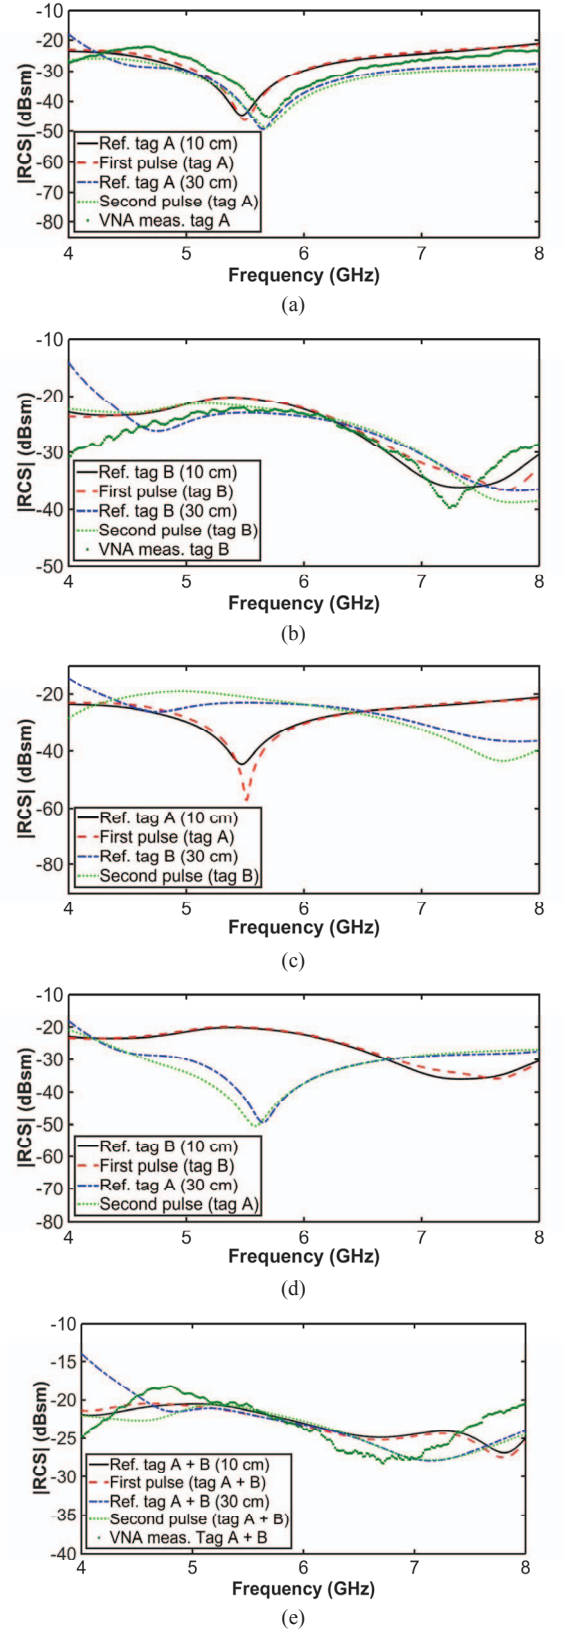 -10
-20
-30
-40
-50
-60
-70
-80
|RCS| (dBsm)
Ref. tag A (10 cm)
First pulse (tag A)
Ref. tag A (30 cm)
Second pulse (tag A)
VNA meas. tag A
4 5 6 7 8
Frequency (GHz)
(a)
-10
-20
-30
-40
-50
|RCS| (dBsm)
Ref. tag B (10 cm)
First pulse (tag B)
Ref. tag B (30 cm)
Second pulse (tag B)
VNA meas. tag B
4 5 6 7 8
Frequency (GHz)
(b)
-20
-40
-60
-80
|RCS| (dBsm)
Ref. tag A (10 cm)
First pulse (tag A)
Ref. tag B (30 cm)
Second pulse (tag B)
4 5 6 7 8
Frequency (GHz)
(c)
-10
-20
-30
-40
-50
-60
-70
-80
|RCS| (dBsm)
Ref. tag B (10 cm)
First pulse (tag B)
Ref. tag A (30 cm)
Second pulse (tag A)
4 5 6 7 8
Frequency (GHz)
(d)
-10
-15
-20
-25
-30
-35
-40
|RCS| (dBsm)
Ref. tag A + B (10 cm)
First pulse (tag A + B)
Ref. tag A + B (30 cm)
Second pulse (tag A + B)
VNA meas. Tag A + B
4 5 6 7 8
Frequency (GHz)
(e)